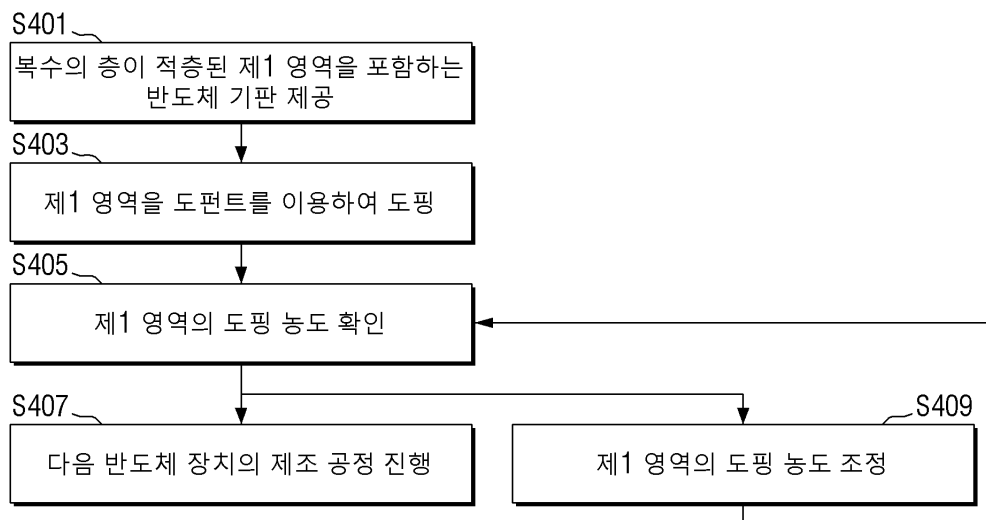 S401
복수의 층이 적층된 제1 영역을 포함하는
반도체 기판 제공
S403
제1 영역을 도펀트를 이용하여 도핑
S405
제1 영역의 도핑 농도 확인
S407
다음 반도체 장치의 제조 공정 진행
S409
제1 영역의 도핑 농도 조정